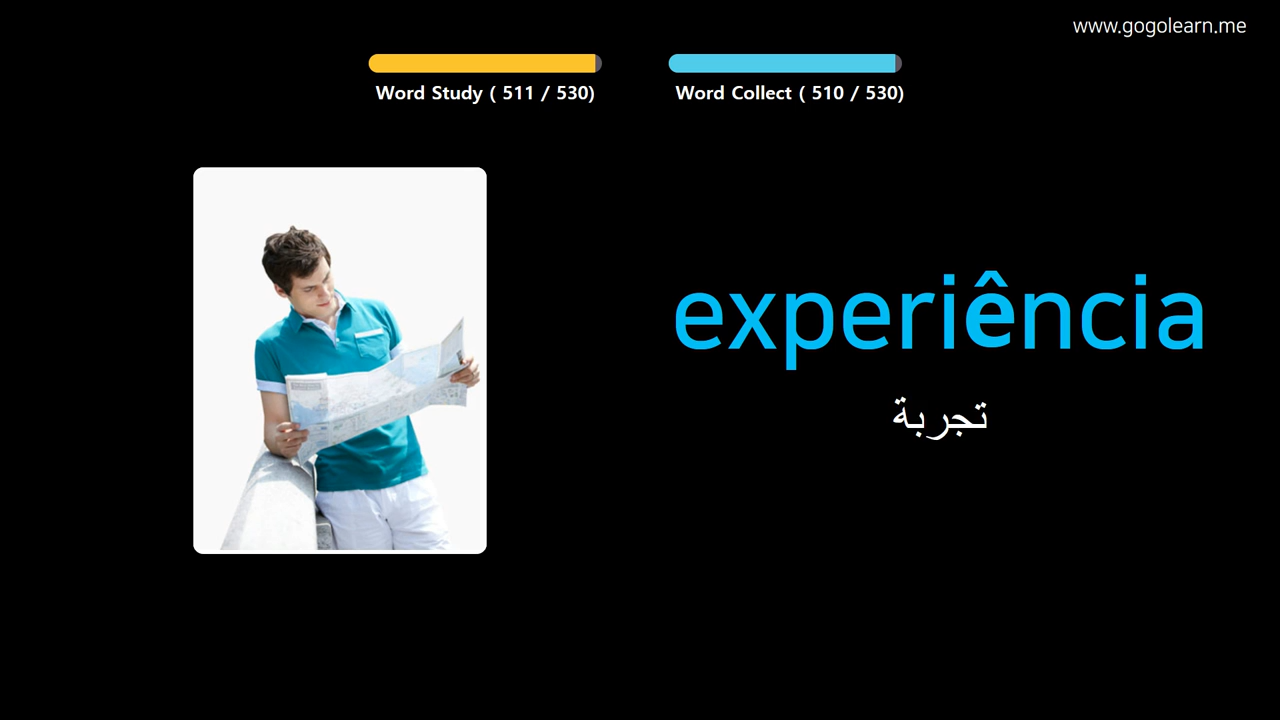 www.gogolearn.me
Word Study ( 511 / 530)
Word Collect ( 510 / 530)
experiência
تجربة